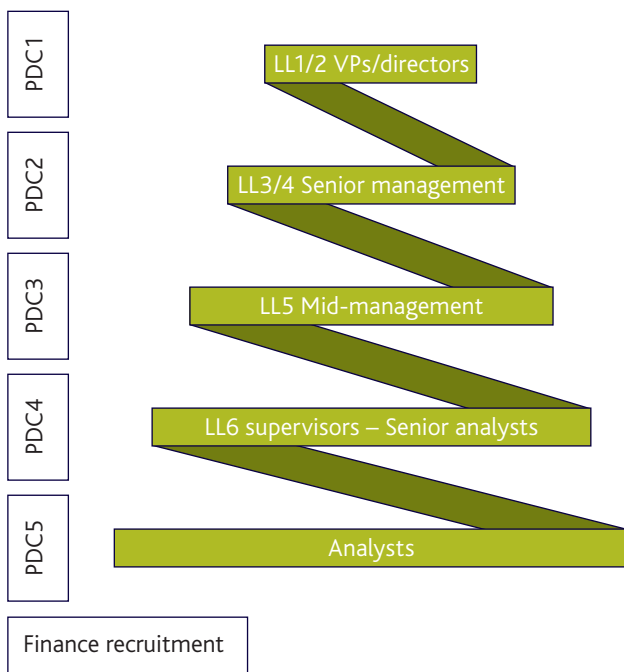 PDC1
LL1/2 VPs/directors
PDC2
LL3/4 Senior management
PDC3
LL5 Mid-management
PDC4
LL6 supervisors – Senior analysts
PDC5
Analysts
Finance recruitment